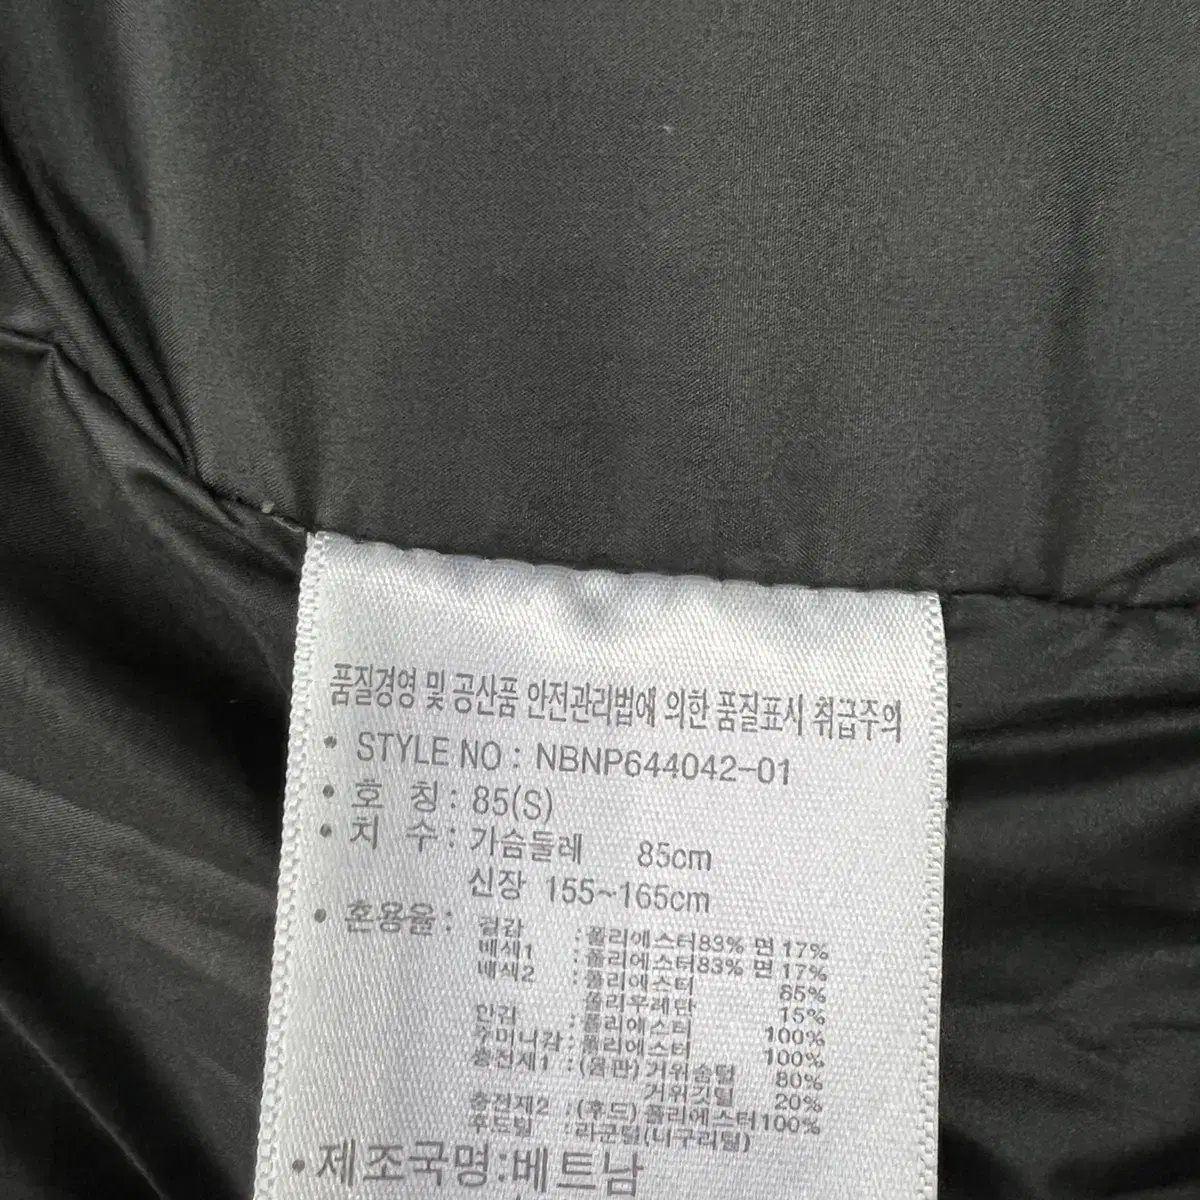 품질경영 및 공산품 안전관리법에 의한 품질표시 취급주의
• STYLE NO : NBNP644042-01
• 호 칭 : 85(S)
• 치 수 : 가슴둘레 85cm
신장 155~165cm
• 혼용율 : 겉감 : 폴리에스터83% 면 17%
배색1 : 폴리에스터83% 면 17%
배색2 : 폴리에스터 85%
폴리우레탄 15%
안감 : 폴리에스터 100%
주머니감 : 폴리에스터 100%
충전재1 : (몸판) 거위솜털 80%
거위깃털 20%
충전재2 : (후드) 폴리에스터100%
후드털 : 라쿤털(너구리털)
• 제조국명:베트남